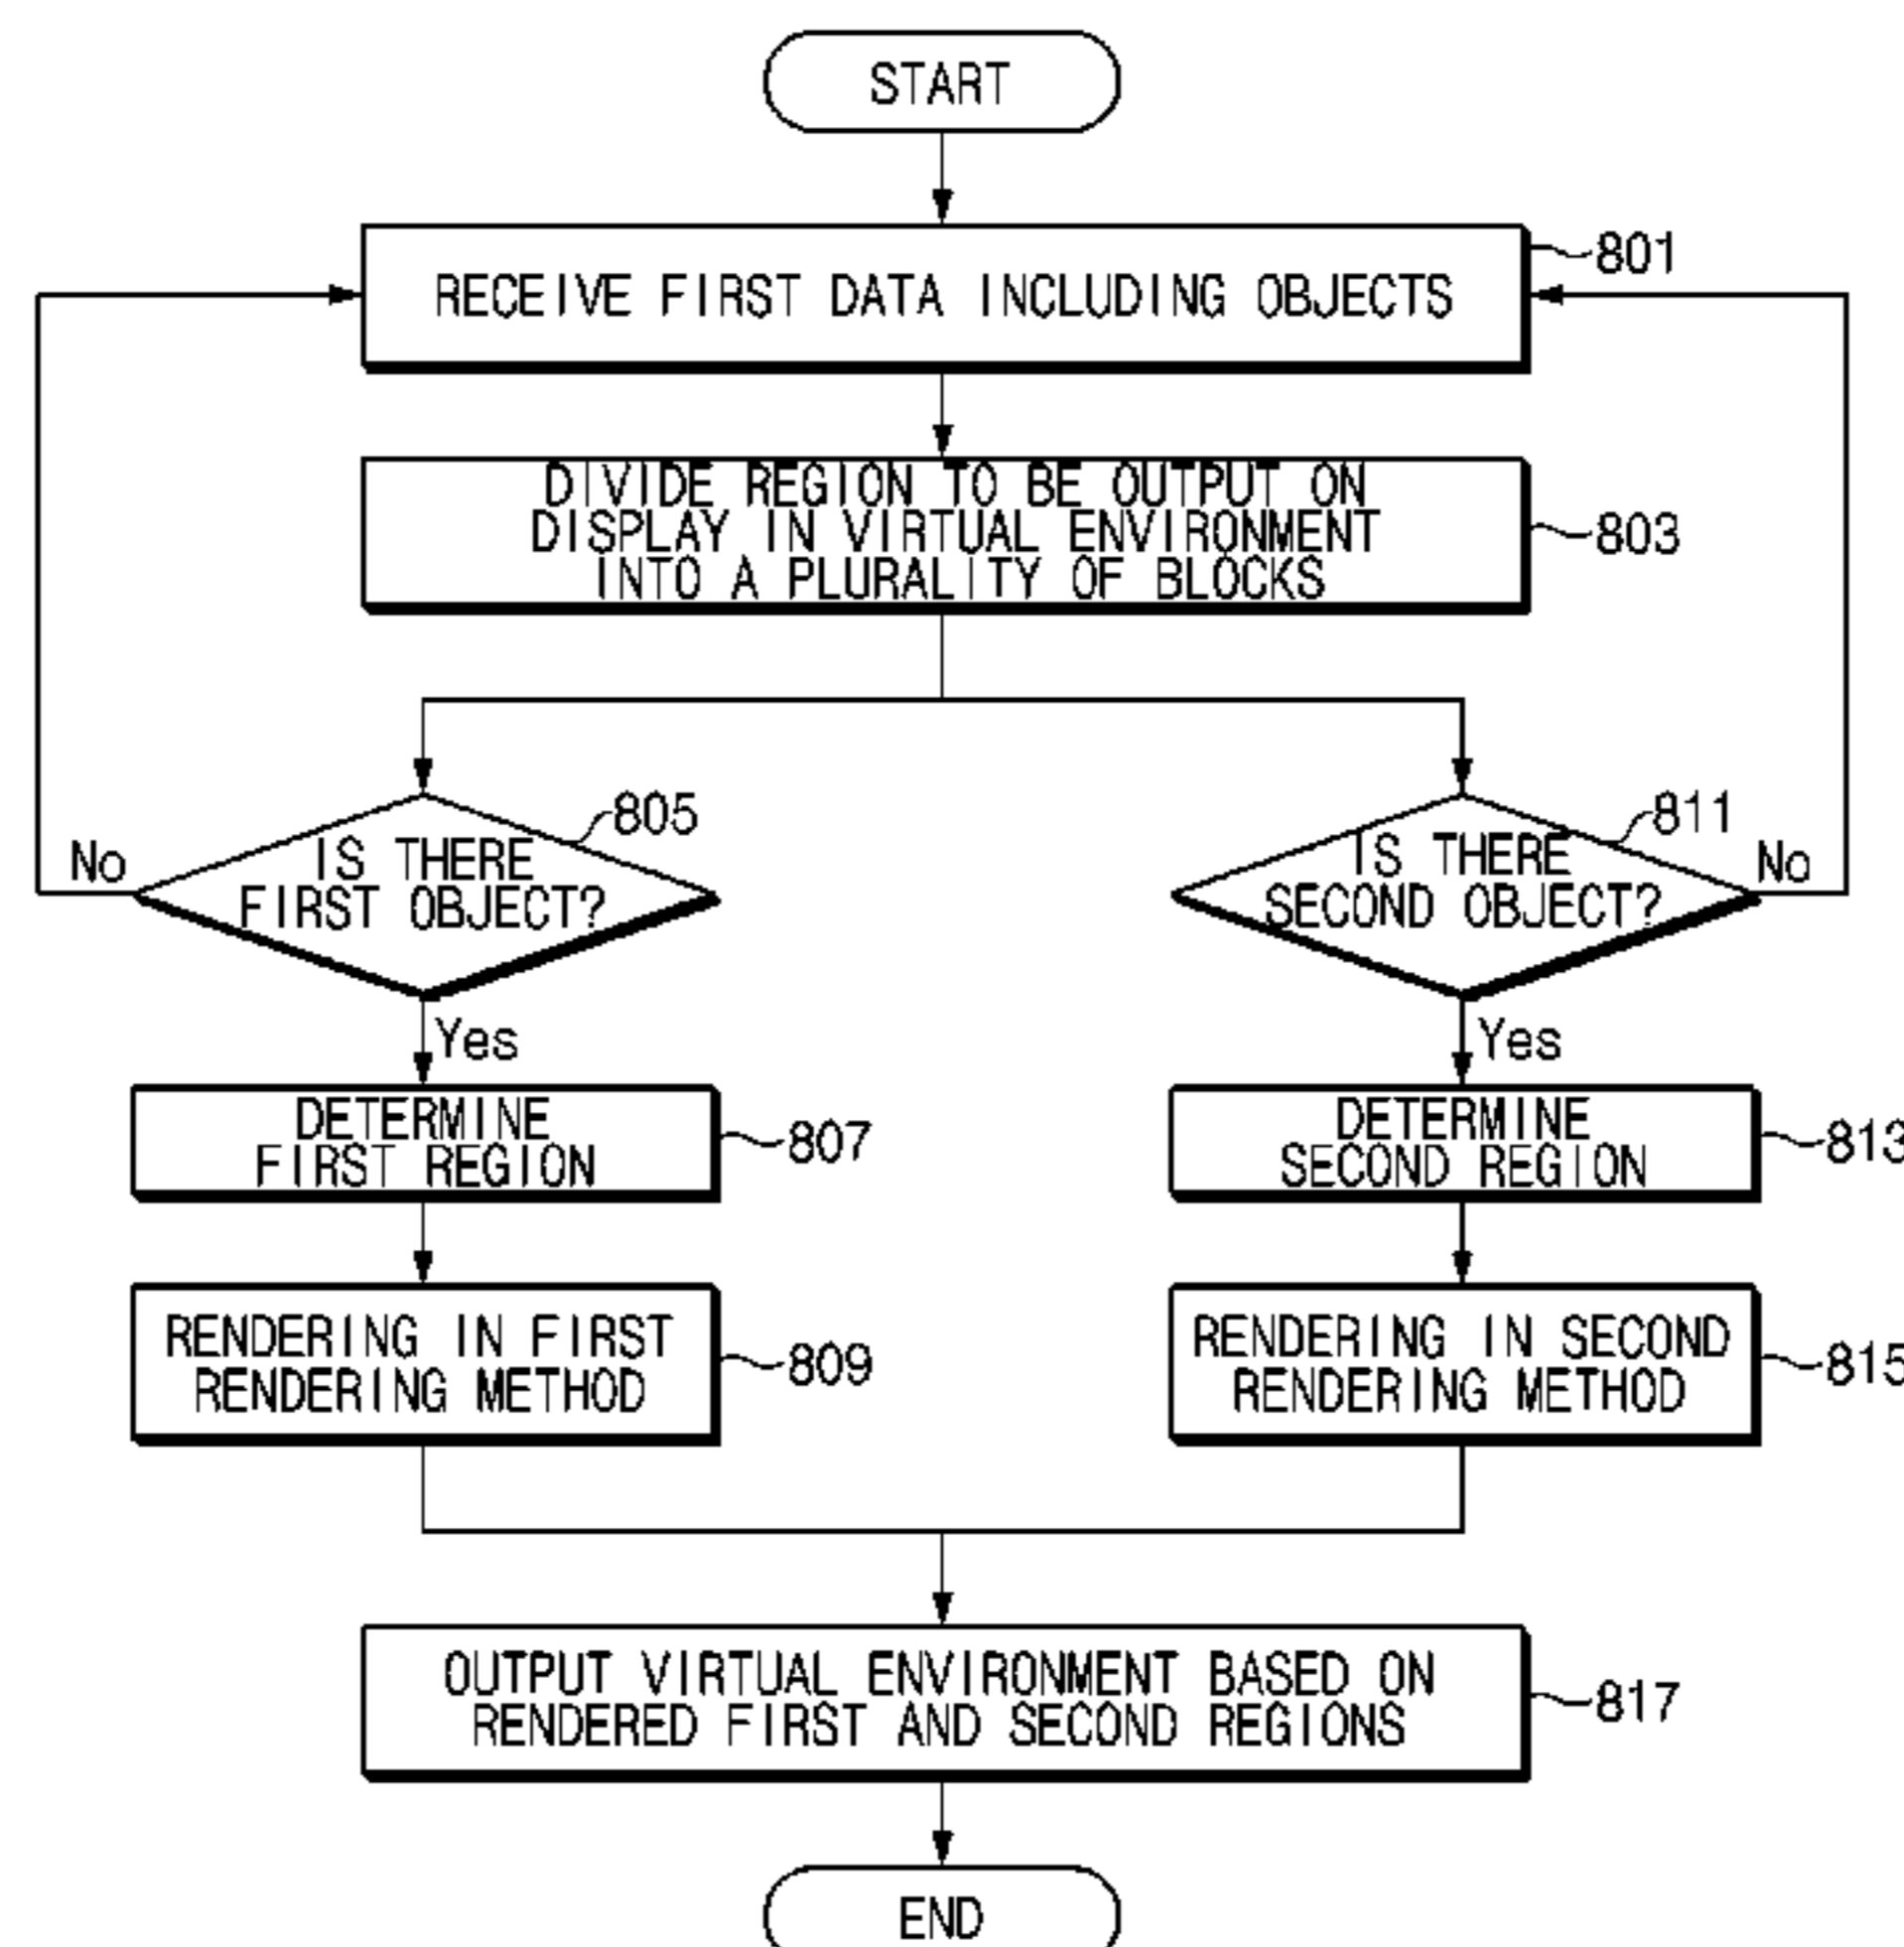 START
RECEIVE FIRST DATA INCLUDING OBJECTS
801
DIVIDE REGION TO BE OUTPUT ON
DISPLAY IN VIRTUAL ENVIRONMENT
INTO A PLURALITY OF BLOCKS
803
IS THERE
FIRST OBJECT?
805
No
Yes
DETERMINE
FIRST REGION
807
RENDERING IN FIRST
RENDERING METHOD
809
IS THERE
SECOND OBJECT?
811
No
Yes
DETERMINE
SECOND REGION
813
RENDERING IN SECOND
RENDERING METHOD
815
OUTPUT VIRTUAL ENVIRONMENT BASED ON
RENDERED FIRST AND SECOND REGIONS
817
END